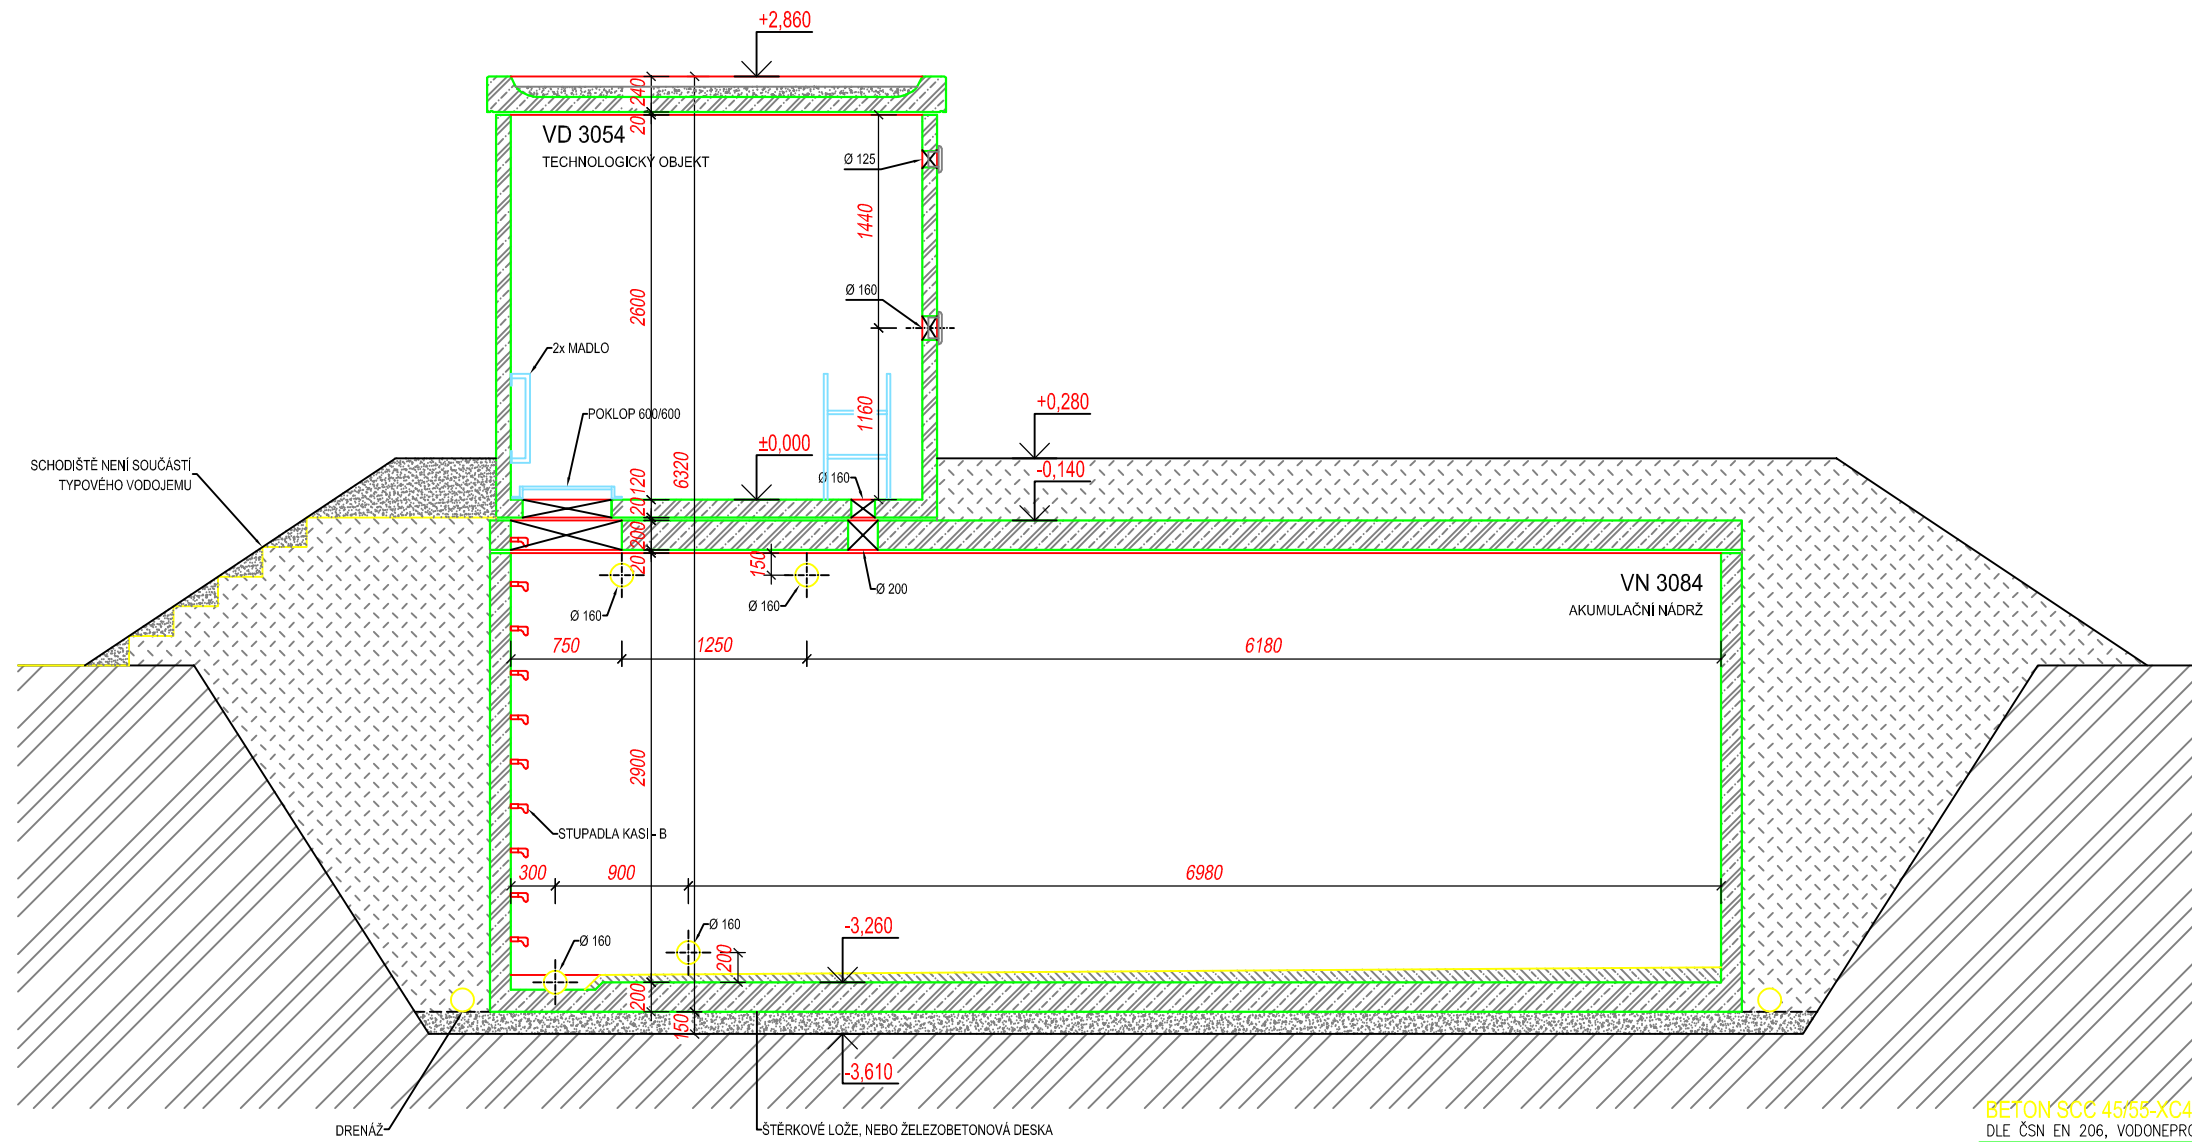 +2,860
240
20
VD 3054
TECHNOLOGICKÝ OBJEKT
Ø 125
1440
Ø 160
2600
2x MADLO
POKLOP 600/600
1160
+0,280
±0,000
-0,140
SCHODIŠTĚ NENÍ SOUČÁSTÍ
TYPOVÉHO VODOJEMU
6320
120
Ø 160
20
200
20
150
Ø 160
Ø 160
Ø 200
VN 3084
AKUMULAČNÍ NÁDRŽ
750
1250
6180
2900
STUPADLA KASI - B
300
900
6980
Ø 160
Ø 160
200
-3,260
200
150
-3,610
DRENÁŽ
ŠTĚRKOVÉ LOŽE, NEBO ŽELEZOBETONOVÁ DESKA
BETON SCC 45/55-XC4
DLE ČSN EN 206, VODONEPRO